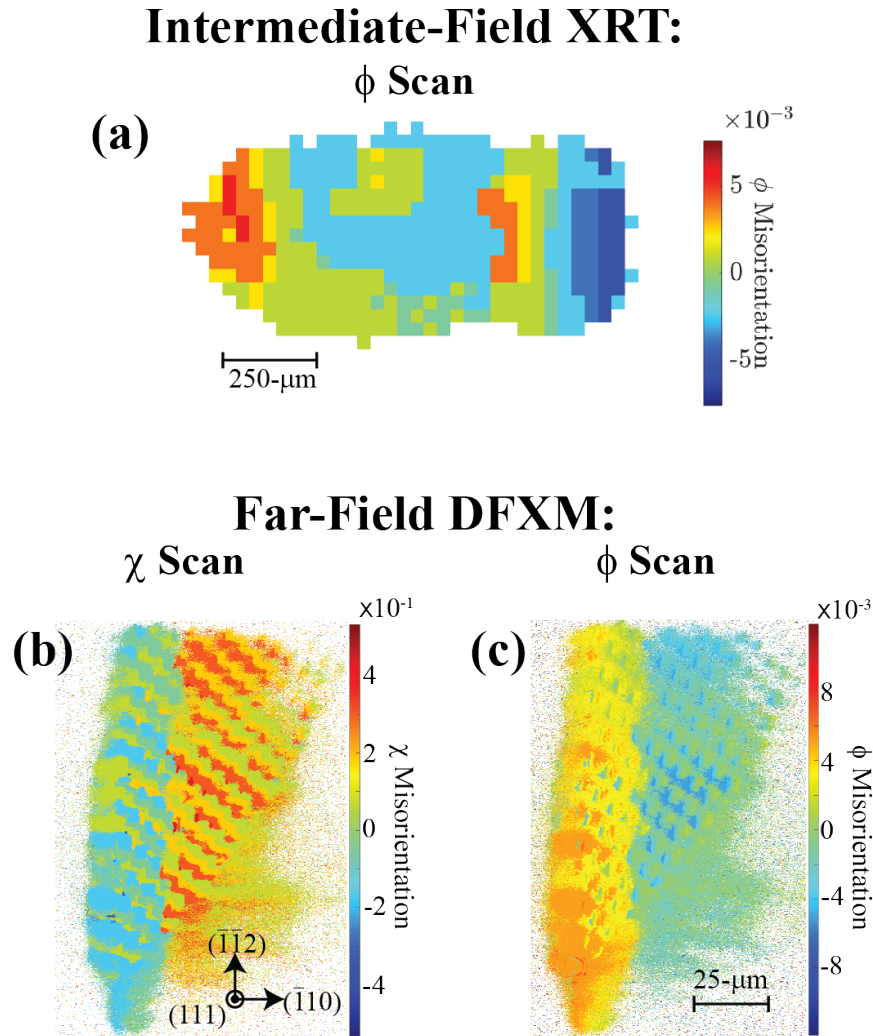 Intermediate-Field XRT:
ϕ Scan
(a)
×10⁻³
5
0
-5
ϕ Misorientation
250-μm
Far-Field DFXM:
χ Scan
ϕ Scan
(b)
x10⁻¹
4
2
0
-2
-4
χ Misorientation
(1̅1̅2)
(111)
(1̅10)
(c)
x10⁻³
8
4
0
-4
-8
ϕ Misorientation
25-μm